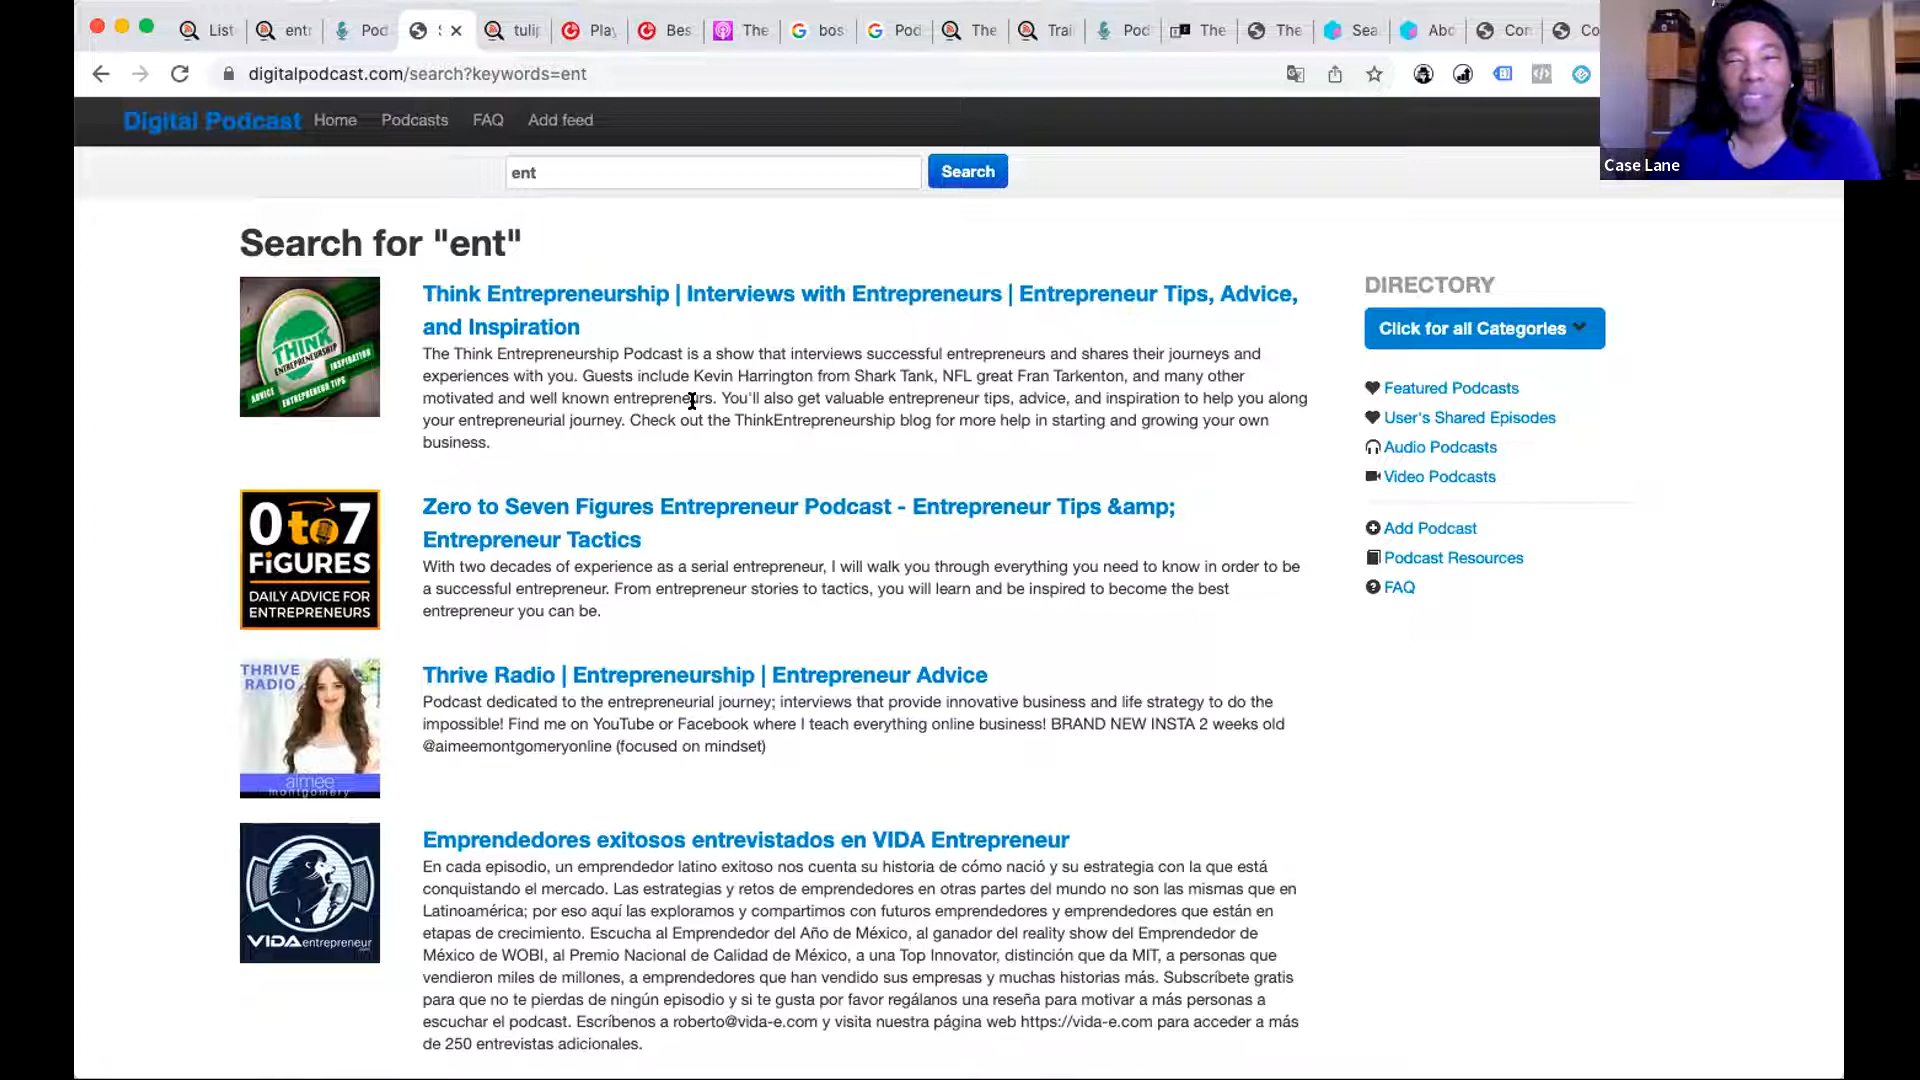 List
entr
Pod
S
tulip
Play
Bes
The
bos
Pod
The
Trai
Pod
The
The
Sea
Abo
Con
Co
digitalpodcast.com/search?keywords=ent
Digital Podcast
Home
Podcasts
FAQ
Add feed
Case Lane
ent
Search
Search for "ent"
THINK
ENTREPRENEURSHIP
INSPIRATION
ADVICE
ENTREPRENEUR TIPS
Think Entrepreneurship | Interviews with Entrepreneurs | Entrepreneur Tips, Advice,
and Inspiration
The Think Entrepreneurship Podcast is a show that interviews successful entrepreneurs and shares their journeys and
experiences with you. Guests include Kevin Harrington from Shark Tank, NFL great Fran Tarkenton, and many other
motivated and well known entrepreneurs. You'll also get valuable entrepreneur tips, advice, and inspiration to help you along
your entrepreneurial journey. Check out the ThinkEntrepreneurship blog for more help in starting and growing your own
business.
0 to 7
FiGURES
DAILY ADVICE FOR
ENTREPRENEURS
Zero to Seven Figures Entrepreneur Podcast - Entrepreneur Tips &amp;
Entrepreneur Tactics
With two decades of experience as a serial entrepreneur, I will walk you through everything you need to know in order to be
a successful entrepreneur. From entrepreneur stories to tactics, you will learn and be inspired to become the best
entrepreneur you can be.
THRIVE
RADIO
aimee
montgomery
Thrive Radio | Entrepreneurship | Entrepreneur Advice
Podcast dedicated to the entrepreneurial journey; interviews that provide innovative business and life strategy to do the
impossible! Find me on YouTube or Facebook where I teach everything online business! BRAND NEW INSTA 2 weeks old
@aimeemontgomeryonline (focused on mindset)
VIDA entrepreneur
.com
Emprendedores exitosos entrevistados en VIDA Entrepreneur
En cada episodio, un emprendedor latino exitoso nos cuenta su historia de cómo nació y su estrategia con la que está
conquistando el mercado. Las estrategias y retos de emprendedores en otras partes del mundo no son las mismas que en
Latinoamérica; por eso aquí las exploramos y compartimos con futuros emprendedores y emprendedores que están en
etapas de crecimiento. Escucha al Emprendedor del Año de México, al ganador del reality show del Emprendedor de
México de WOBI, al Premio Nacional de Calidad de México, a una Top Innovator, distinción que da MIT, a personas que
vendieron miles de millones, a emprendedores que han vendido sus empresas y muchas historias más. Subscríbete gratis
para que no te pierdas de ningún episodio y si te gusta por favor regálanos una reseña para motivar a más personas a
escuchar el podcast. Escríbenos a roberto@vida-e.com y visita nuestra página web https://vida-e.com para acceder a más
de 250 entrevistas adicionales.
DIRECTORY
Click for all Categories
Featured Podcasts
User's Shared Episodes
Audio Podcasts
Video Podcasts
Add Podcast
Podcast Resources
FAQ